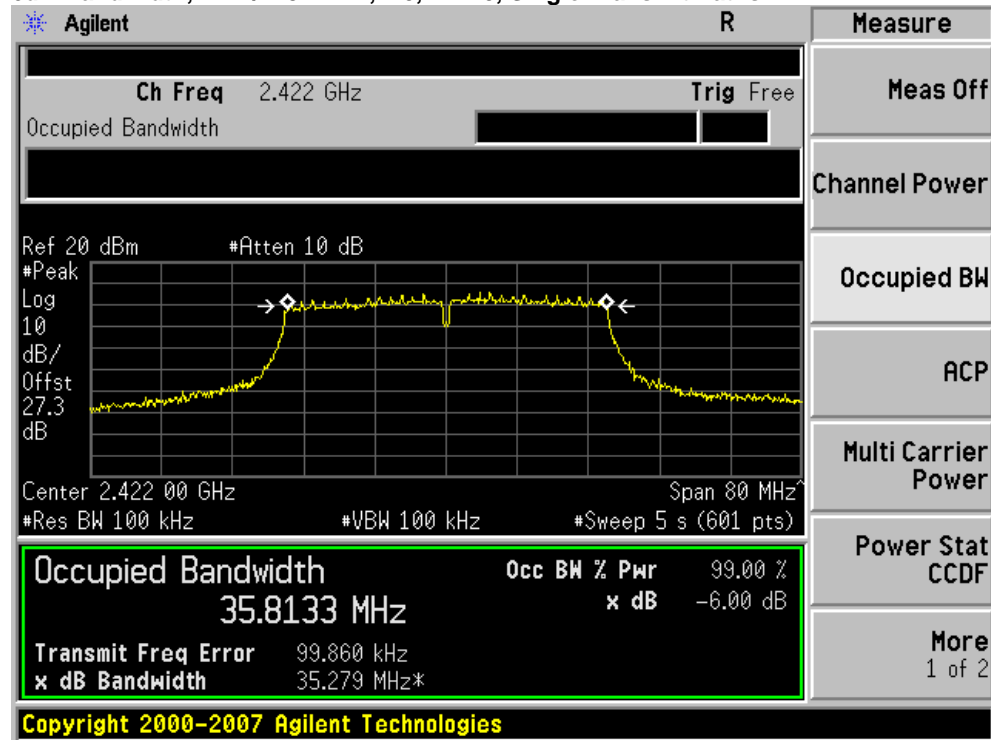 Agilent R Measure
Ch Freq 2.422 GHz Trig Free
Occupied Bandwidth
Meas Off
Channel Power
Occupied BW
ACP
Multi Carrier
Power
Power Stat
CCDF
More
1 of 2
Ref 20 dBm #Atten 10 dB
#Peak
Log
10
dB/
Offst
27.3
dB
Center 2.422 00 GHz Span 80 MHz^
#Res BW 100 kHz #VBW 100 kHz #Sweep 5 s (601 pts)
Occupied Bandwidth Occ BW % Pwr 99.00 %
35.8133 MHz x dB -6.00 dB
Transmit Freq Error 99.860 kHz
x dB Bandwidth 35.279 MHz*
Copyright 2000-2007 Agilent Technologies